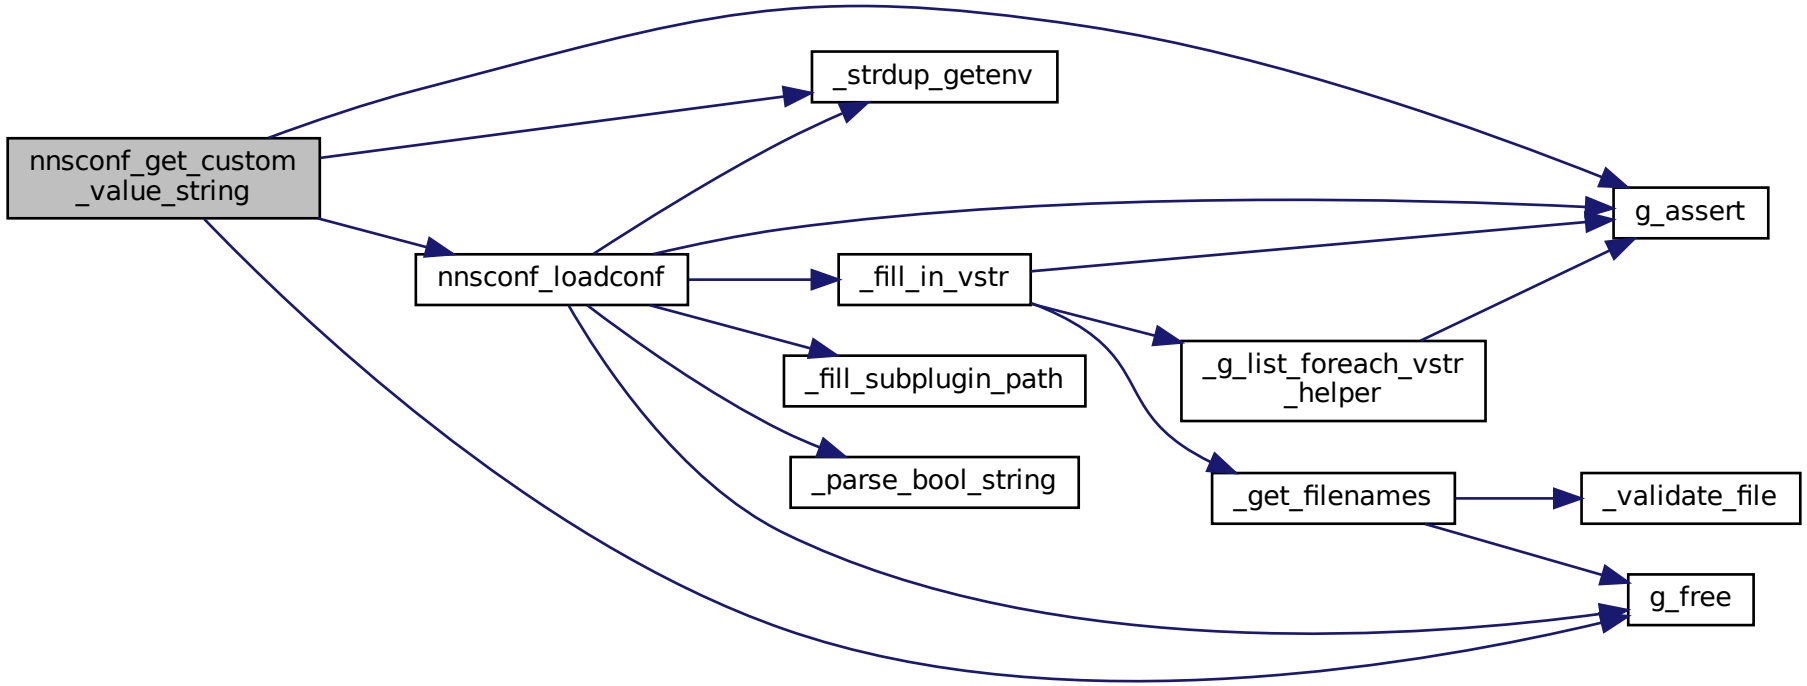 nnsconf_get_custom
_value_string
_strdup_getenv
g_assert
nnsconf_loadconf
_fill_in_vstr
_g_list_foreach_vstr
_helper
_fill_subplugin_path
_parse_bool_string
_get_filenames
_validate_file
g_free